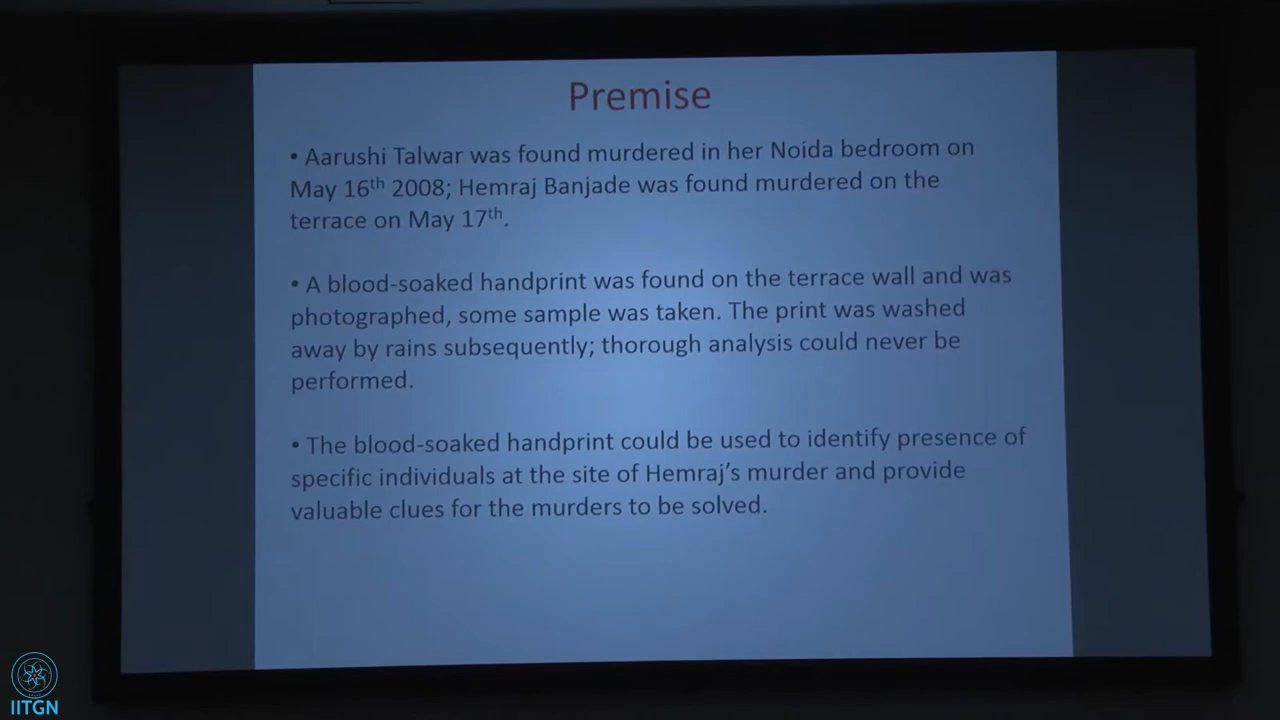 Premise
• Aarushi Talwar was found murdered in her Noida bedroom on
May 16th 2008; Hemraj Banjade was found murdered on the
terrace on May 17th.
• A blood-soaked handprint was found on the terrace wall and was
photographed, some sample was taken. The print was washed
away by rains subsequently; thorough analysis could never be
performed.
• The blood-soaked handprint could be used to identify presence of
specific individuals at the site of Hemraj’s murder and provide
valuable clues for the murders to be solved.
IITGN